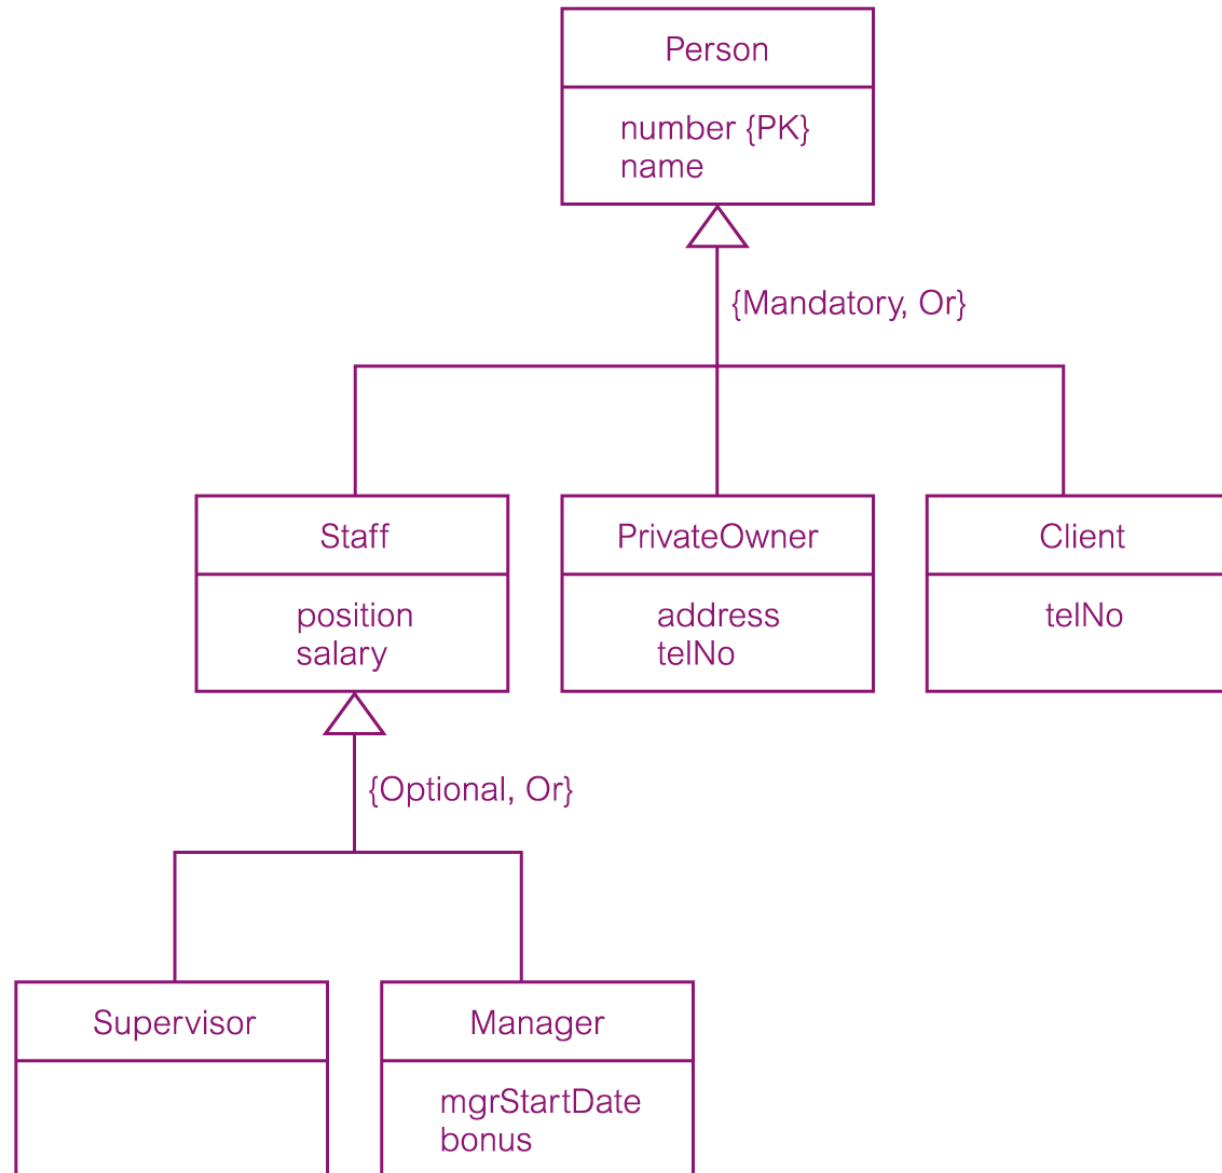 Person
number {PK}
name
{Mandatory, Or}
Staff
position
salary
PrivateOwner
address
telNo
Client
telNo
{Optional, Or}
Supervisor
Manager
mgrStartDate
bonus